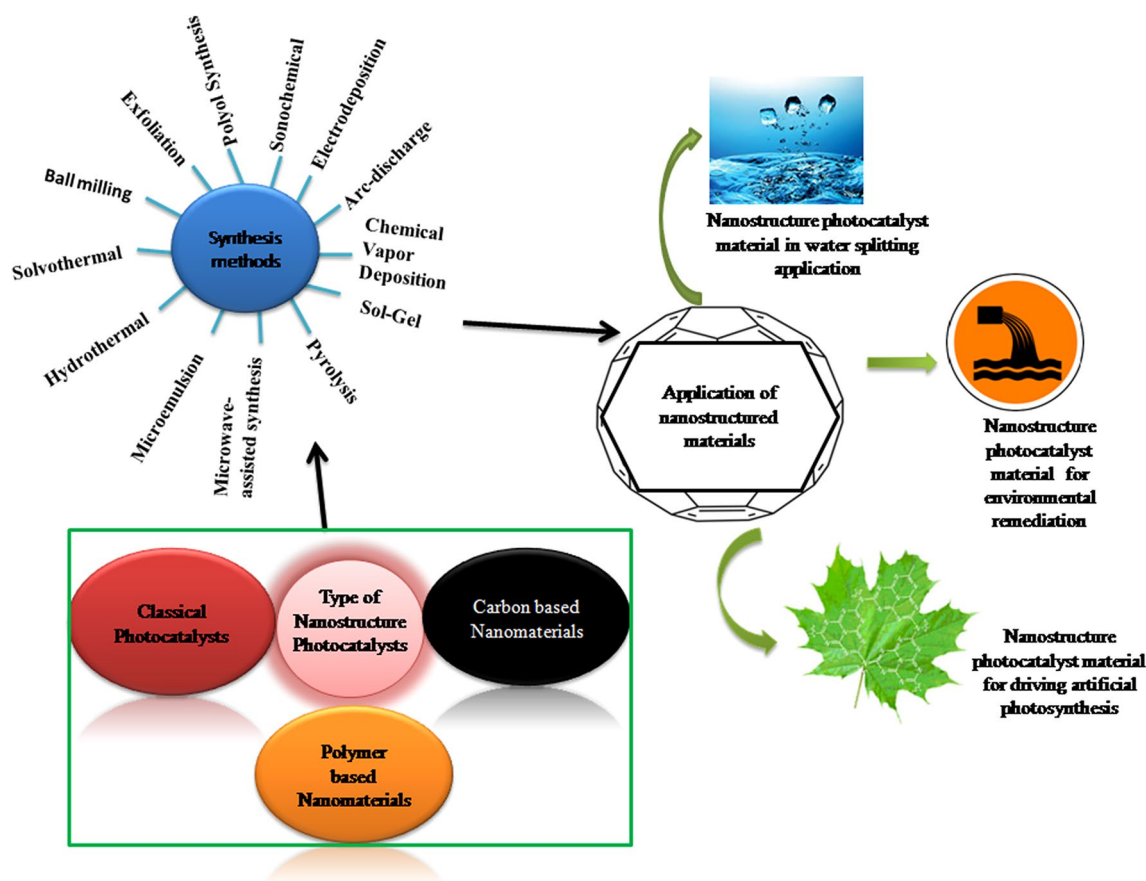 Polyol Synthesis
Sonochemical
Electrodeposition
Exfoliation
Arc-discharge
Ball milling
Chemical
Vapor
Deposition
Synthesis
methods
Solvothermal
Sol-Gel
Hydrothermal
Pyrolysis
Microemulsion
Microwave-
assisted synthesis
Nanostructure photocatalyst
material in water splitting
application
Application of
nanostructured
materials
Nanostructure
photocatalyst
material for
environmental
remediation
Nanostructure
photocatalyst material
for driving artificial
photosynthesis
Classical
Photocatalysts
Type of
Nanostructure
Photocatalysts
Carbon based
Nanomaterials
Polymer
based
Nanomaterials